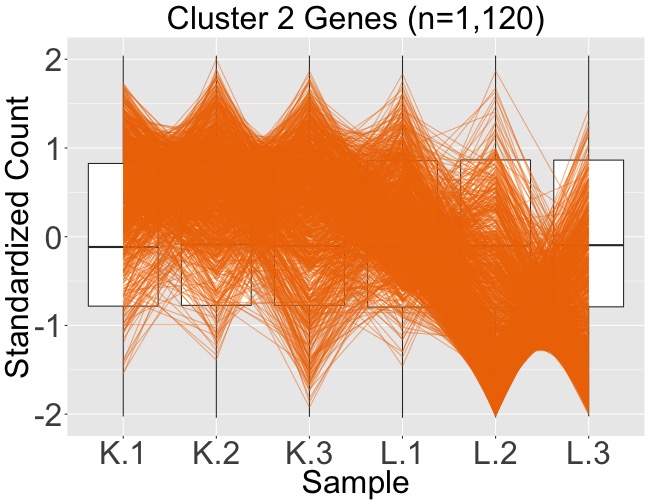 Cluster 2 Genes (n=1,120)
Standardized Count
2
1
0
-1
-2
K.1 K.2 K.3 L.1 L.2 L.3
Sample